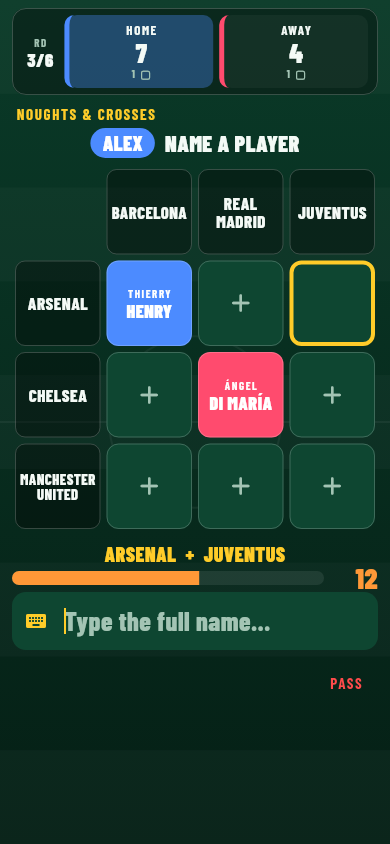 HOME
AWAY
RD
3/6
7
4
1
1
NOUGHTS & CROSSES
ALEX NAME A PLAYER
BARCELONA
REAL
MADRID
JUVENTUS
ARSENAL
THIERRY
HENRY
+
CHELSEA
+
ÁNGEL
DI MARÍA
+
MANCHESTER
UNITED
+
+
+
ARSENAL + JUVENTUS
12
Type the full name...
PASS